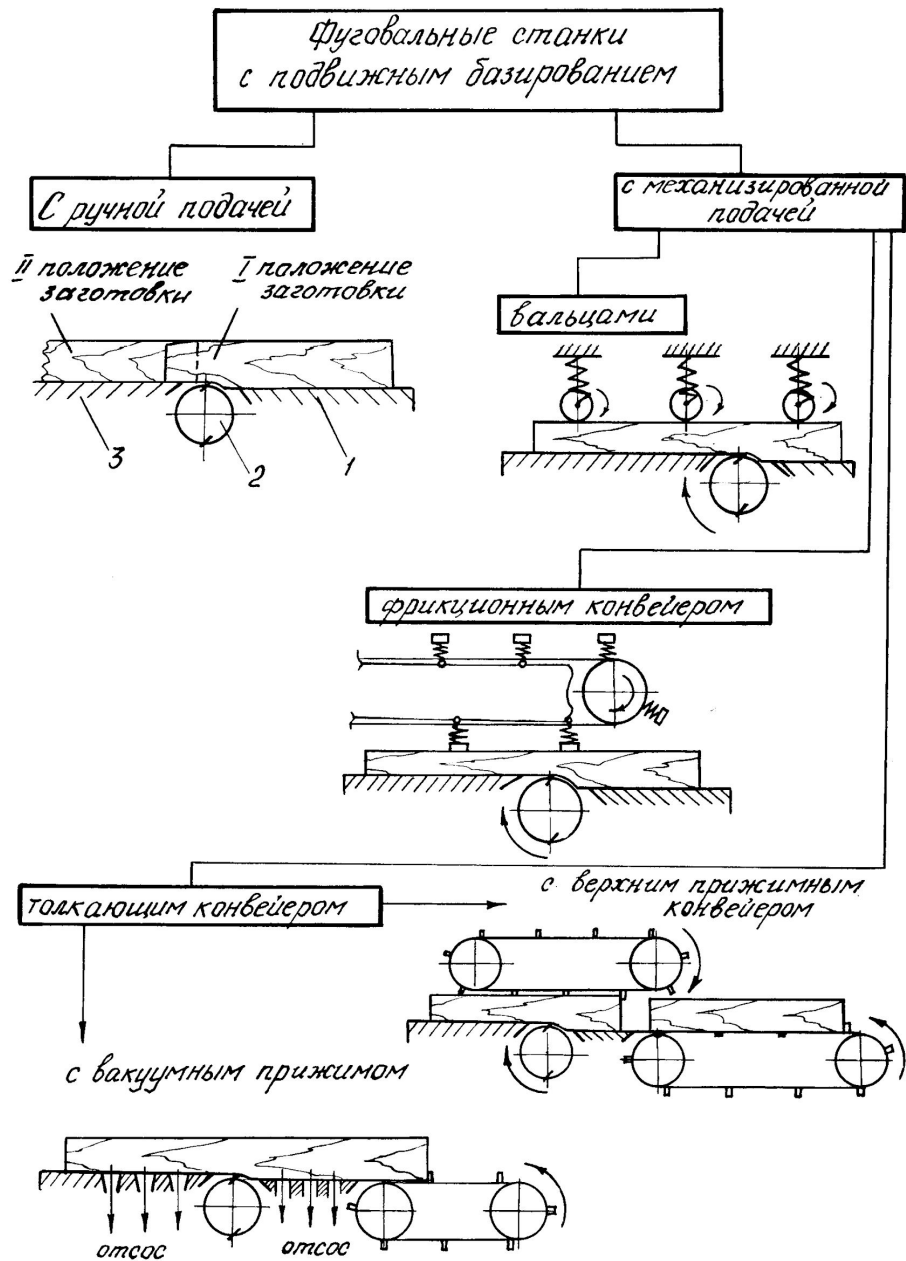 Фуговальные станки
с подвижным базированием
С ручной подачей
с механизированной
подачей
II положение
заготовки
I положение
заготовки
3
2
1
вальцами
фрикционным конвейером
толкающим конвейером
с верхним прижимным
конвейером
с вакуумным прижимом
отсос
отсос